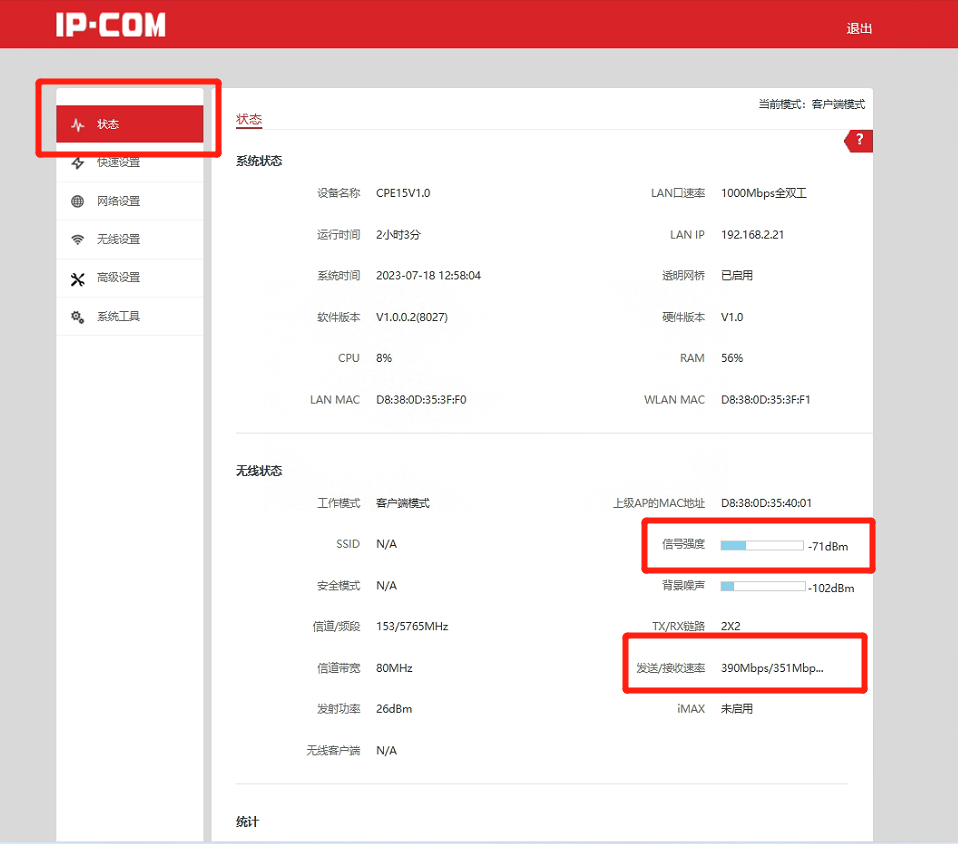 IP-COM
退出
状态
快速设置
网络设置
无线设置
高级设置
系统工具
当前模式：客户端模式
状态
?
系统状态
设备名称 CPE15V1.0 LAN口速率 1000Mbps全双工
运行时间 2小时3分 LAN IP 192.168.2.21
系统时间 2023-07-18 12:58:04 透明网桥 已启用
软件版本 V1.0.0.2(8027) 硬件版本 V1.0
CPU 8% RAM 56%
LAN MAC D8:38:0D:35:3F:F0 WLAN MAC D8:38:0D:35:3F:F1
无线状态
工作模式 客户端模式 上级AP的MAC地址 D8:38:0D:35:40:01
SSID N/A 信号强度 -71dBm
安全模式 N/A 背景噪声 -102dBm
信道/频段 153/5765MHz TX/RX链路 2X2
信道带宽 80MHz 发送/接收速率 390Mbps/351Mbp...
发射功率 26dBm iMAX 未启用
无线客户端 N/A
统计